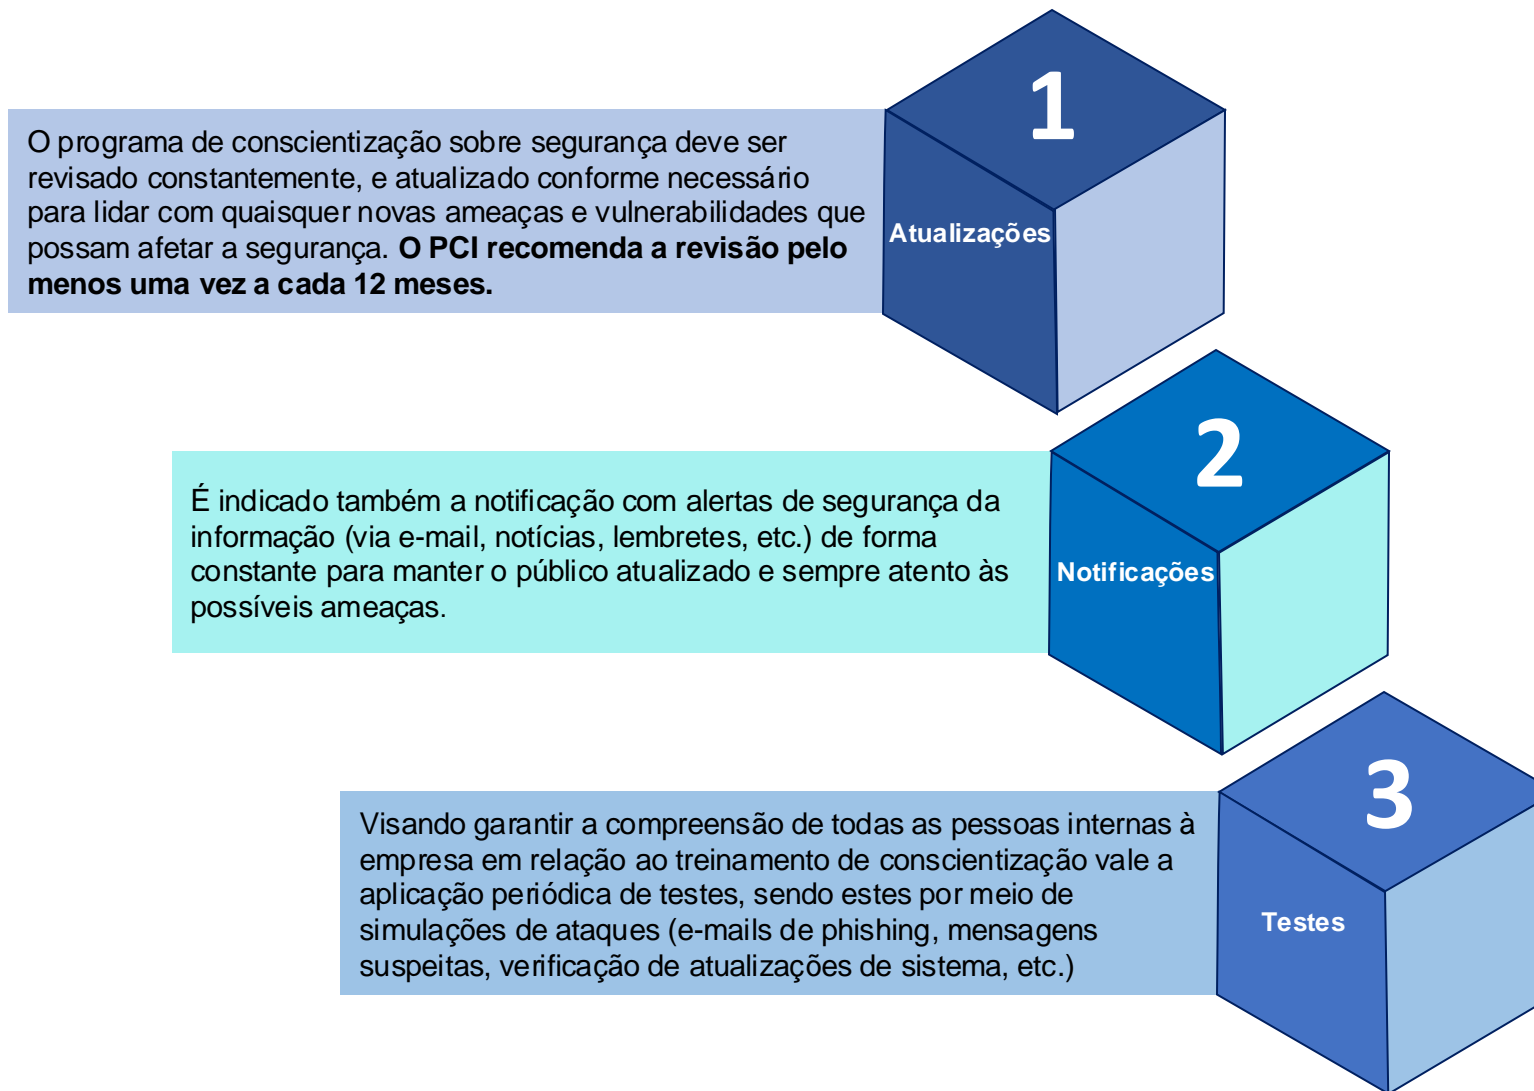 1
O programa de conscientização sobre segurança deve ser
revisado constantemente, e atualizado conforme necessário
para lidar com quaisquer novas ameaças e vulnerabilidades que
possam afetar a segurança. O PCI recomenda a revisão pelo
menos uma vez a cada 12 meses.
Atualizações
2
É indicado também a notificação com alertas de segurança da
informação (via e-mail, notícias, lembretes, etc.) de forma
constante para manter o público atualizado e sempre atento às
possíveis ameaças.
Notificações
3
Visando garantir a compreensão de todas as pessoas internas à
empresa em relação ao treinamento de conscientização vale a
aplicação periódica de testes, sendo estes por meio de
simulações de ataques (e-mails de phishing, mensagens
suspeitas, verificação de atualizações de sistema, etc.)
Testes